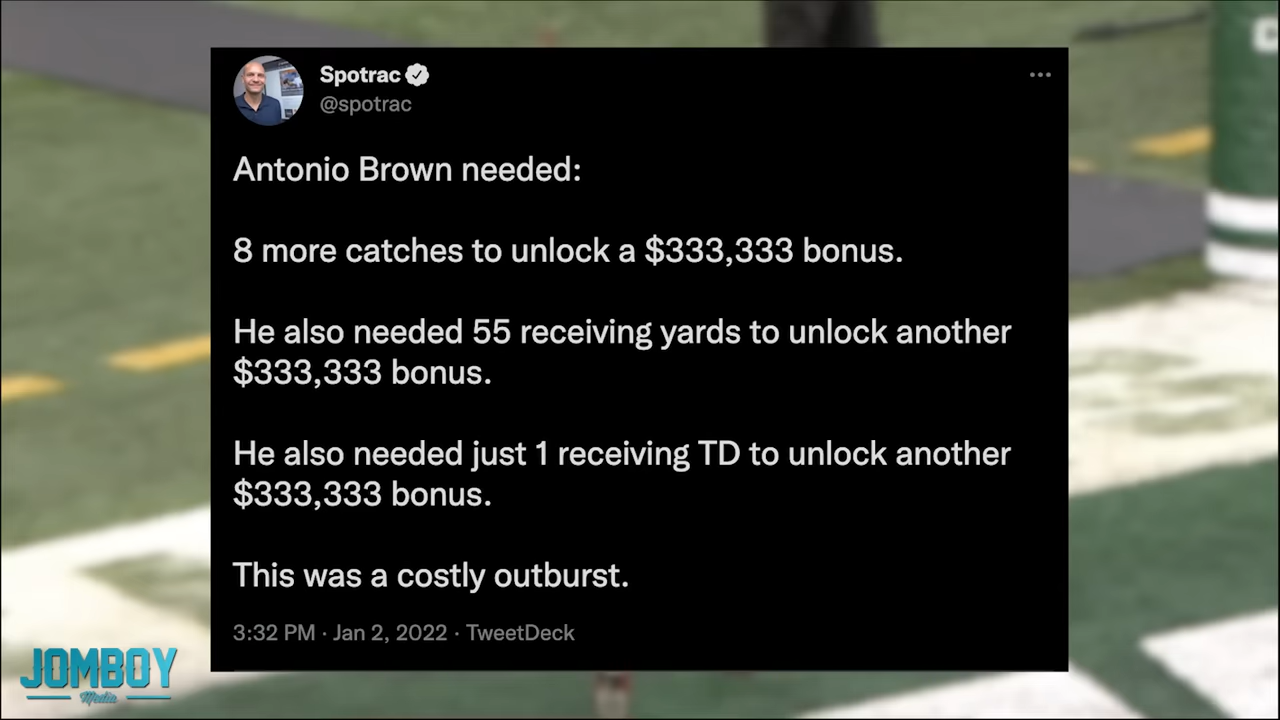 Spotrac
@spotrac
Antonio Brown needed:
8 more catches to unlock a $333,333 bonus.
He also needed 55 receiving yards to unlock another
$333,333 bonus.
He also needed just 1 receiving TD to unlock another
$333,333 bonus.
This was a costly outburst.
3:32 PM · Jan 2, 2022 · TweetDeck
JOMBOY
Media